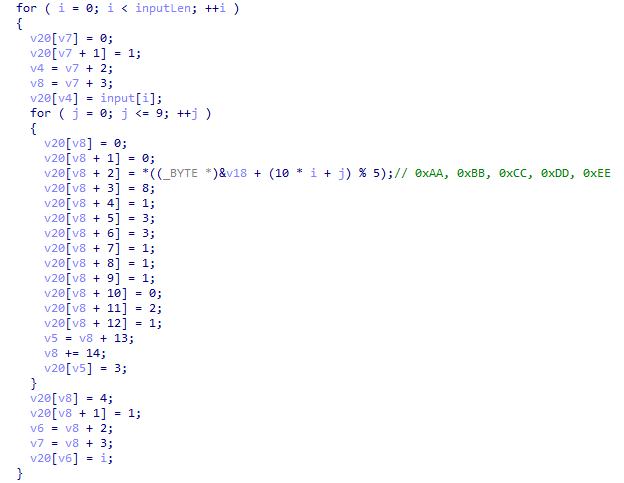 for ( i = 0; i < inputLen; ++i )
{
  v20[v7] = 0;
  v20[v7 + 1] = 1;
  v4 = v7 + 2;
  v8 = v7 + 3;
  v20[v4] = input[i];
  for ( j = 0; j <= 9; ++j )
  {
    v20[v8] = 0;
    v20[v8 + 1] = 0;
    v20[v8 + 2] = *((_BYTE *)&v18 + (10 * i + j) % 5);// 0xAA, 0xBB, 0xCC, 0xDD, 0xEE
    v20[v8 + 3] = 8;
    v20[v8 + 4] = 1;
    v20[v8 + 5] = 3;
    v20[v8 + 6] = 3;
    v20[v8 + 7] = 1;
    v20[v8 + 8] = 1;
    v20[v8 + 9] = 1;
    v20[v8 + 10] = 0;
    v20[v8 + 11] = 2;
    v20[v8 + 12] = 1;
    v5 = v8 + 13;
    v8 += 14;
    v20[v5] = 3;
  }
  v20[v8] = 4;
  v20[v8 + 1] = 1;
  v6 = v8 + 2;
  v7 = v8 + 3;
  v20[v6] = i;
}